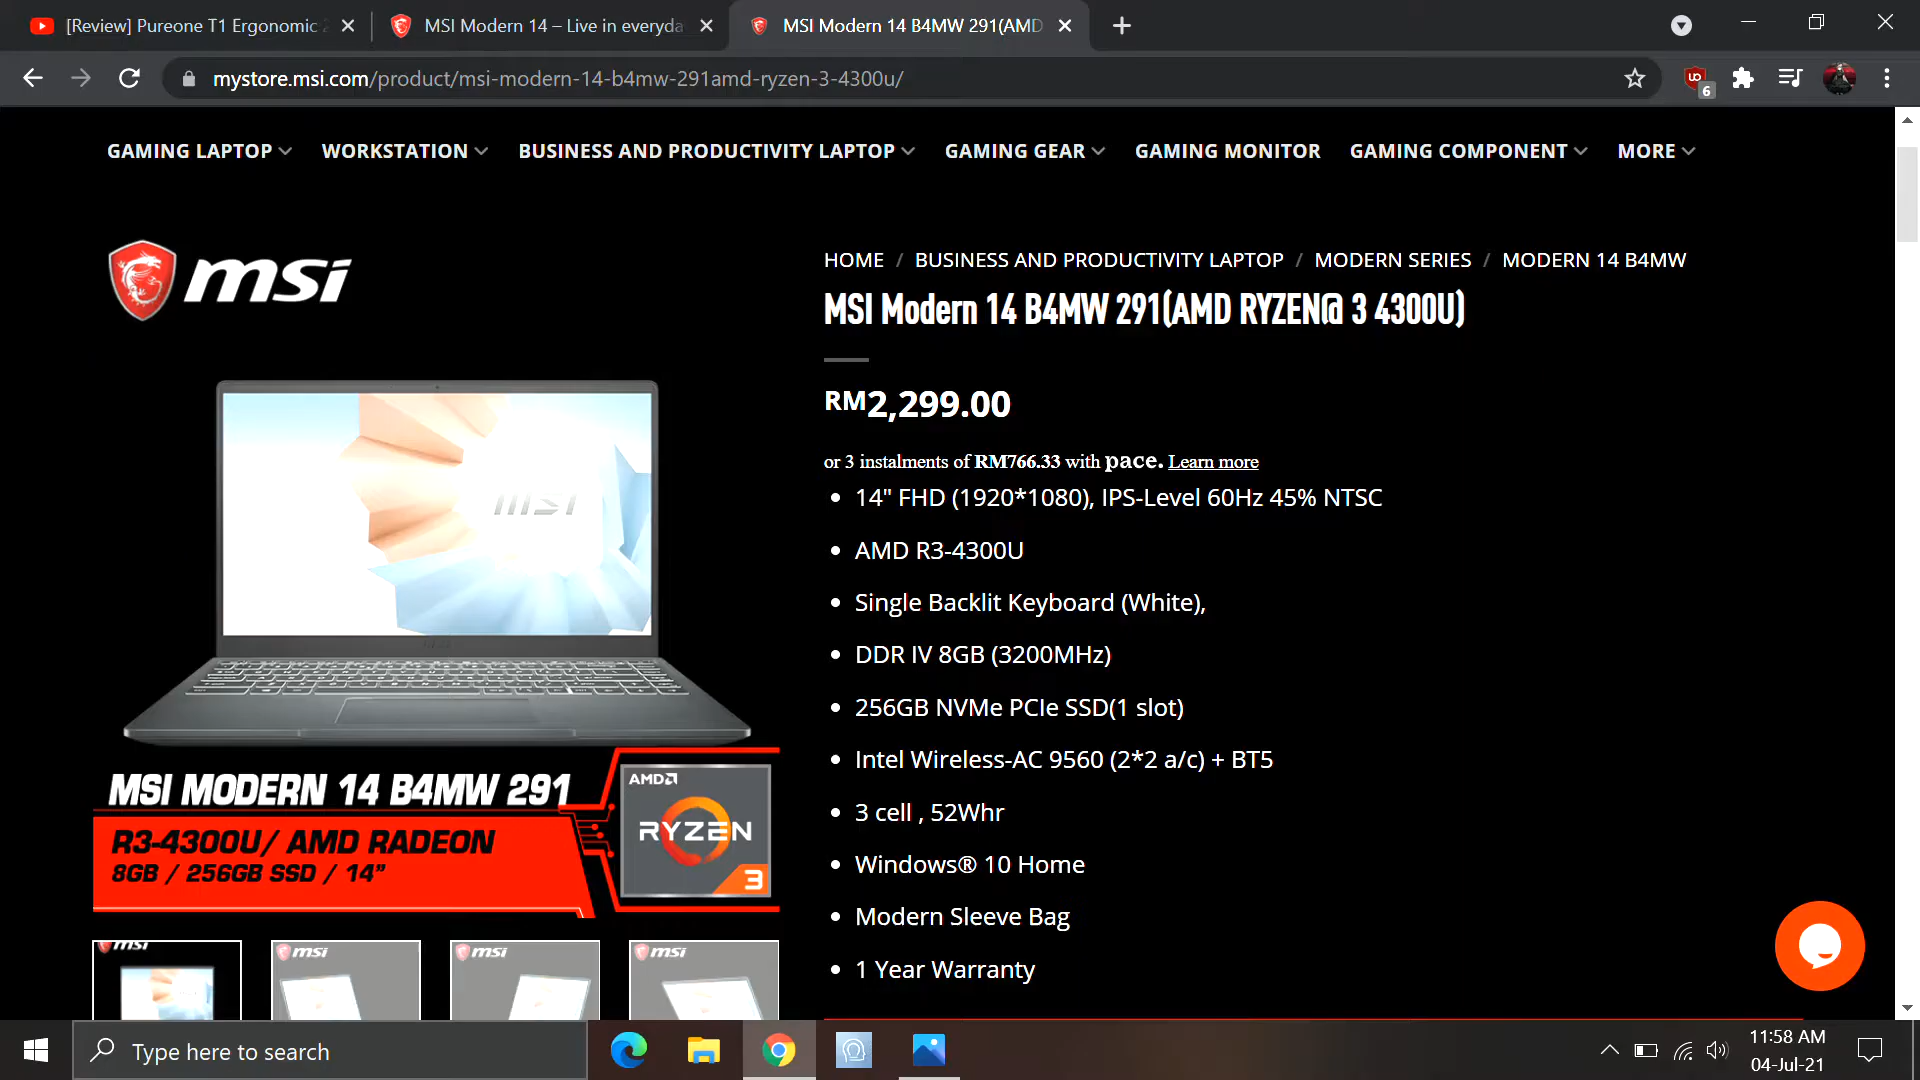 [Review] Pureone T1 Ergonomic
MSI Modern 14 – Live in everyda
MSI Modern 14 B4MW 291(AMD
mystore.msi.com/product/msi-modern-14-b4mw-291amd-ryzen-3-4300u/
6
GAMING LAPTOP
WORKSTATION
BUSINESS AND PRODUCTIVITY LAPTOP
GAMING GEAR
GAMING MONITOR
GAMING COMPONENT
MORE
msi
HOME / BUSINESS AND PRODUCTIVITY LAPTOP / MODERN SERIES / MODERN 14 B4MW
MSI Modern 14 B4MW 291(AMD RYZEN@ 3 4300U)
RM2,299.00
or 3 instalments of RM766.33 with pace. Learn more
14" FHD (1920*1080), IPS-Level 60Hz 45% NTSC
AMD R3-4300U
Single Backlit Keyboard (White),
DDR IV 8GB (3200MHz)
256GB NVMe PCIe SSD(1 slot)
Intel Wireless-AC 9560 (2*2 a/c) + BT5
3 cell , 52Whr
Windows® 10 Home
Modern Sleeve Bag
1 Year Warranty
msi
MSI MODERN 14 B4MW 291
R3-4300U/ AMD RADEON
8GB / 256GB SSD / 14”
AMD
RYZEN
3
msi
msi
msi
msi
Type here to search
11:58 AM
04-Jul-21